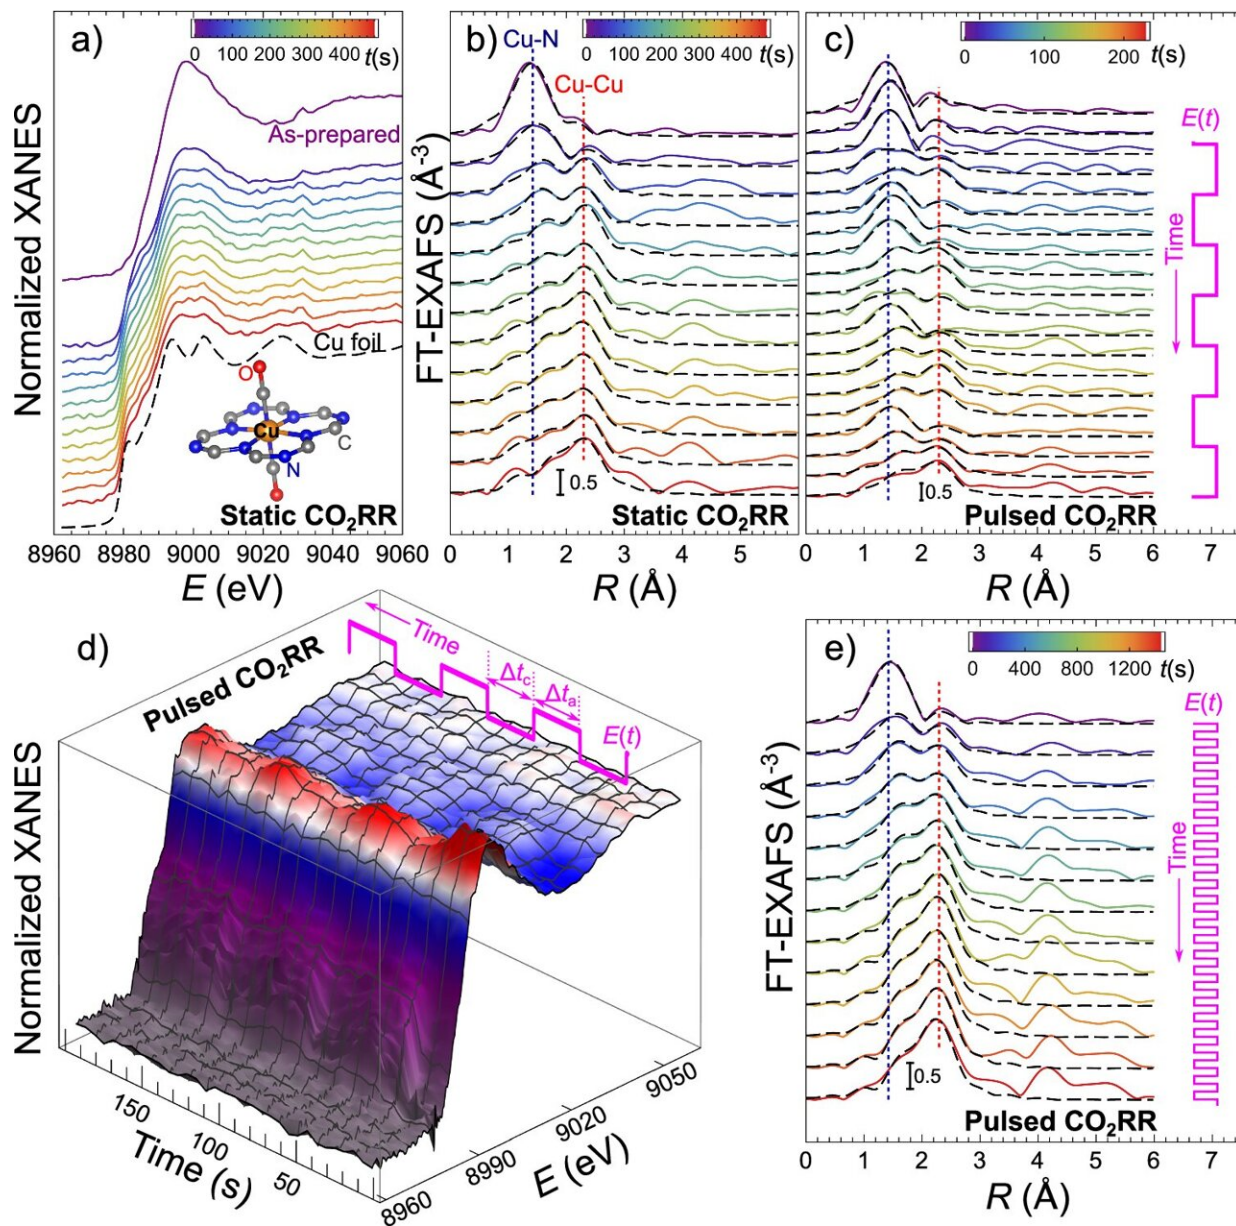 a)
0 100 200 300 400 t(s)
As-prepared
Cu foil
O
Cu
C
N
Static CO2RR
Normalized XANES
8960 8980 9000 9020 9040 9060
E (eV)
b)
0 100 200 300 400 t(s)
Cu-N
Cu-Cu
FT-EXAFS (Å-3)
0.5
Static CO2RR
0 1 2 3 4 5
R (Å)
c)
0 100 200 t(s)
E(t)
Time
0.5
Pulsed CO2RR
0 1 2 3 4 5 6 7
R (Å)
d)
Pulsed CO2RR
Time
Δtc
Δta
E(t)
Normalized XANES
150 100 50
Time (s)
8960 8990 9020 9050
E (eV)
e)
0 400 800 1200 t(s)
E(t)
Time
FT-EXAFS (Å-3)
0.5
Pulsed CO2RR
0 1 2 3 4 5 6 7
R (Å)